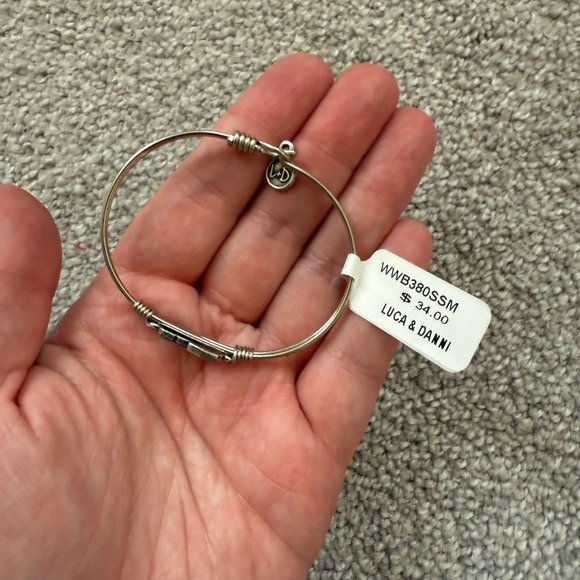 WWB380SSM
$ 34.00
LUCA & DANNI
L&D